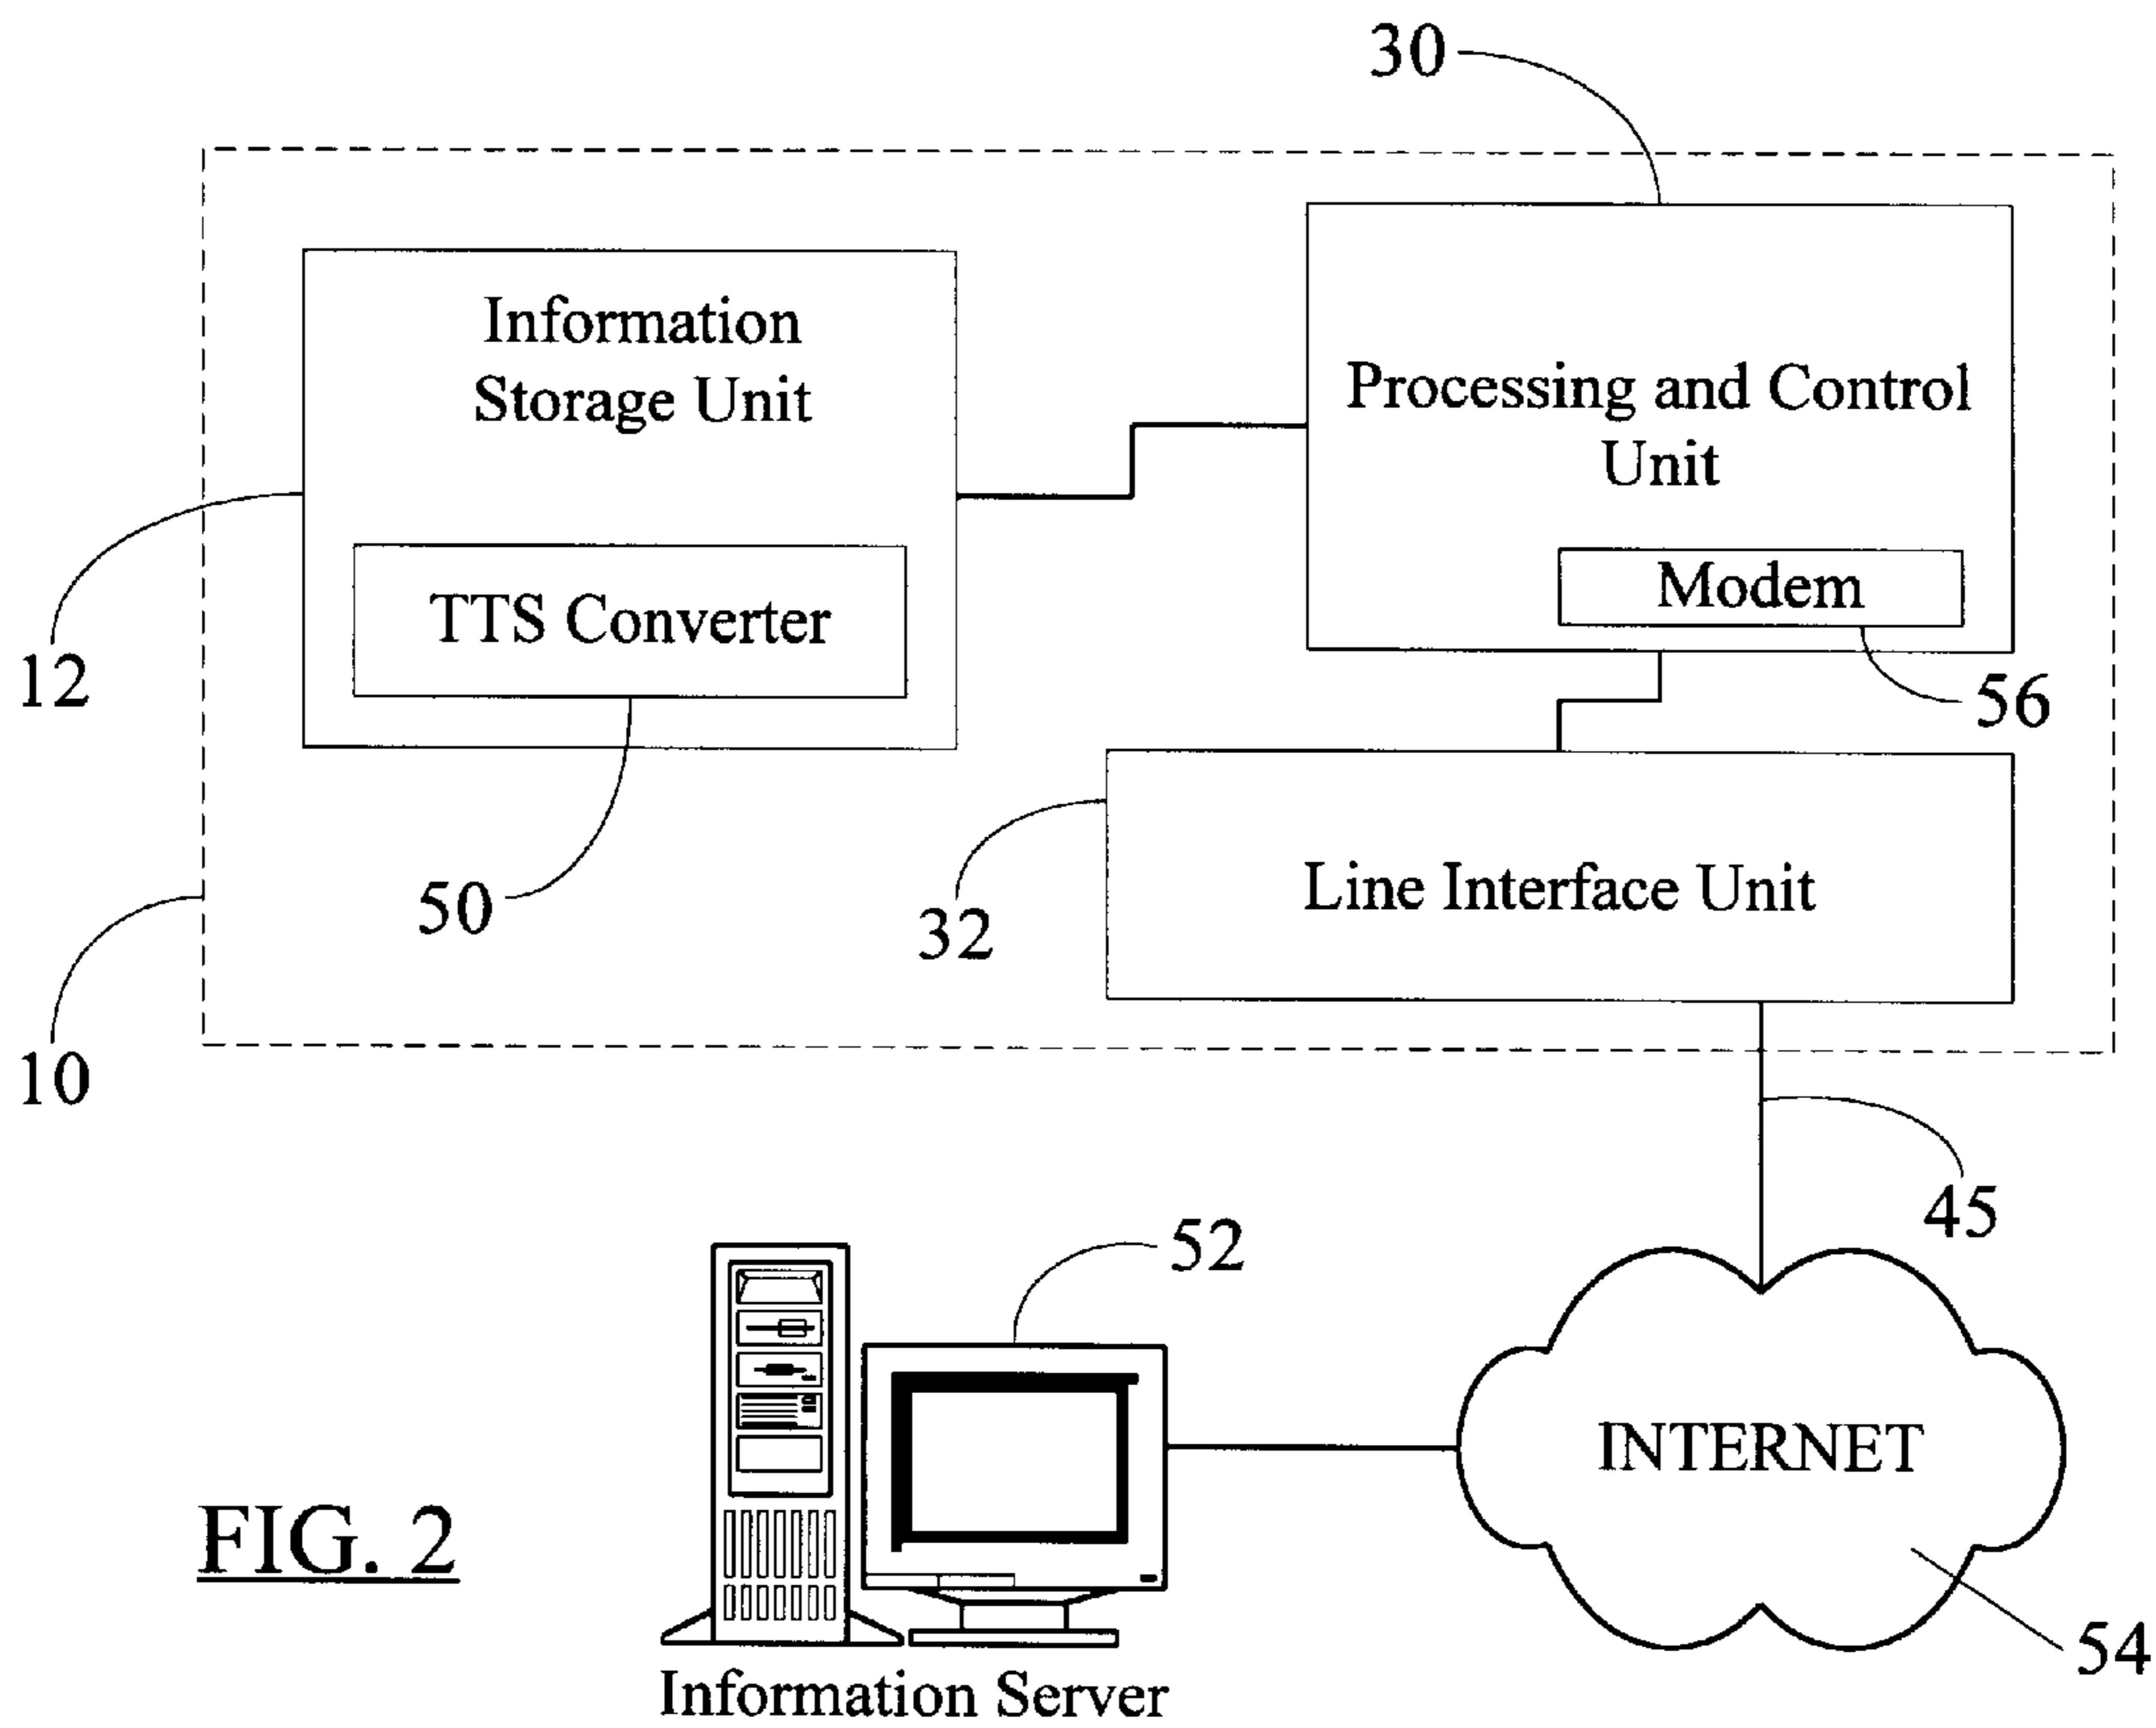 30
Information
Storage Unit
Processing and Control
Unit
TTS Converter
Modem
12
56
50
32
Line Interface Unit
10
45
52
INTERNET
FIG. 2
54
Information Server